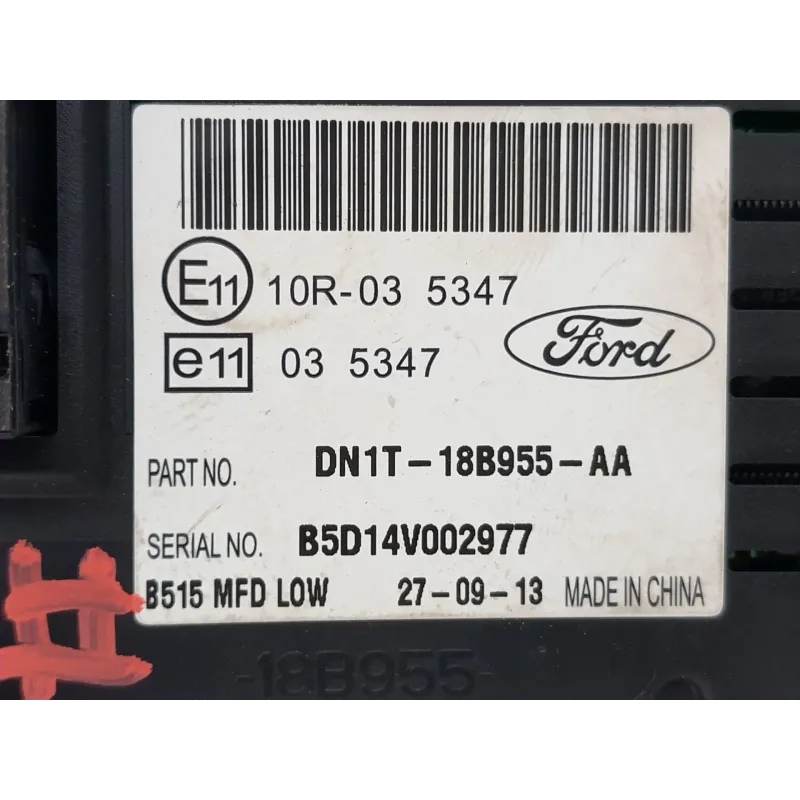 E11 10R-03 5347
e11 03 5347
Ford
PART NO. DN1T-18B955-AA
SERIAL NO. B5D14V002977
B515 MFD LOW 27-09-13 MADE IN CHINA
-18B955-